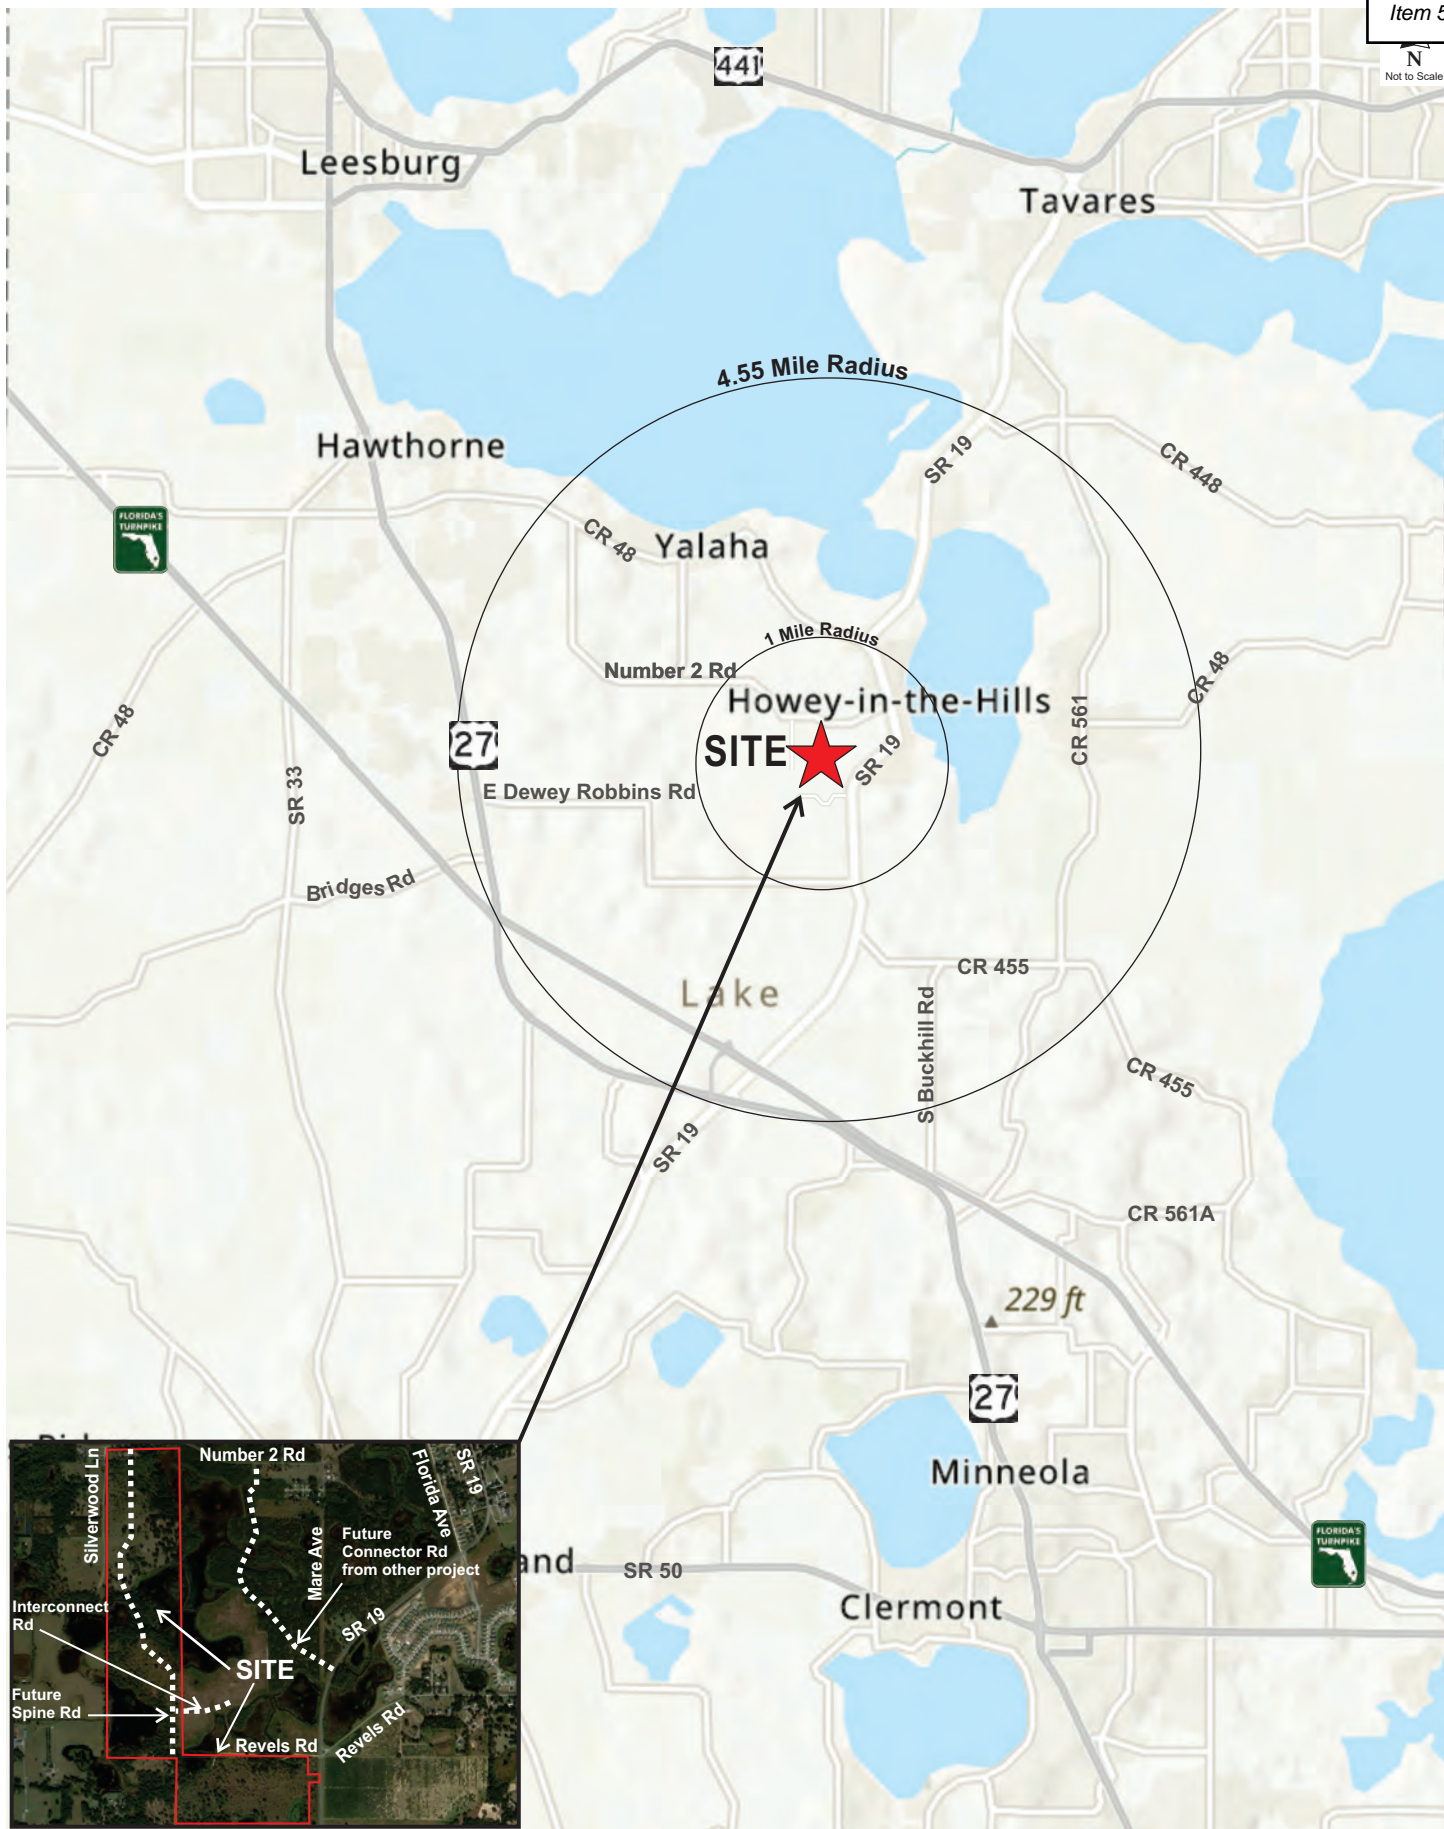 Item 5
N
Not to Scale
441
Leesburg
Tavares
4.55 Mile Radius
Hawthorne
SR 19
CR 448
FLORIDA'S
TURNPIKE
CR 48
Yalaha
1 Mile Radius
Number 2 Rd
CR 48
Howey-in-the-Hills
CR 48
SR 33
27
SITE
SR 19
CR 561
E Dewey Robbins Rd
Bridges Rd
CR 455
Lake
S Buckhill Rd
CR 455
SR 19
CR 561A
229 ft
27
Minneola
FLORIDA'S
TURNPIKE
and
SR 50
Clermont
Silverwood Ln
Number 2 Rd
Florida Ave
SR 19
Mare Ave
Future
Connector Rd
from other project
Interconnect
Rd
SR 19
SITE
Future
Spine Rd
Revels Rd
Revels Rd